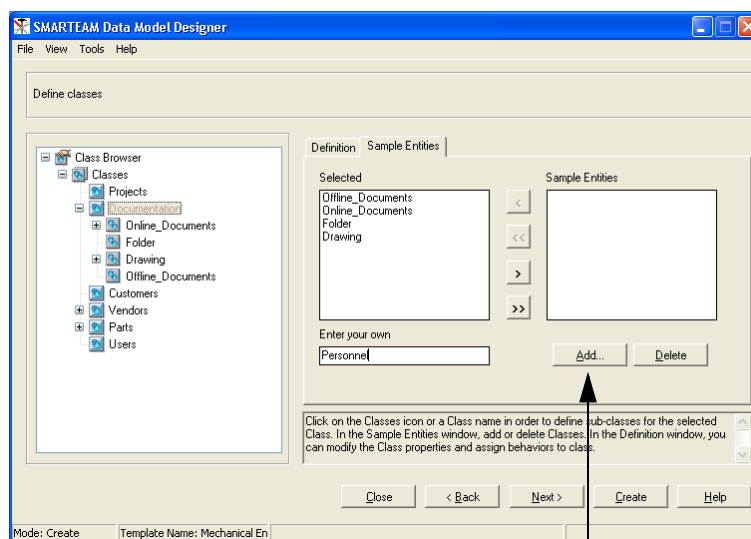 SMARTEAM Data Model Designer
File View Tools Help
Define classes
Class Browser
Classes
Projects
Documentation
Online_Documents
Folder
Drawing
Offline_Documents
Customers
Vendors
Parts
Users
Definition Sample Entities
Selected
Offline_Documents
Online_Documents
Folder
Drawing
<
<<
>
>>
Sample Entities
Enter your own
Personnel
Add... Delete
Click on the Classes icon or a Class name in order to define sub-classes for the selected
Class. In the Sample Entities window, add or delete Classes. In the Definition window, you
can modify the Class properties and assign behaviors to class.
Close < Back Next > Create Help
Mode: Create Template Name: Mechanical En